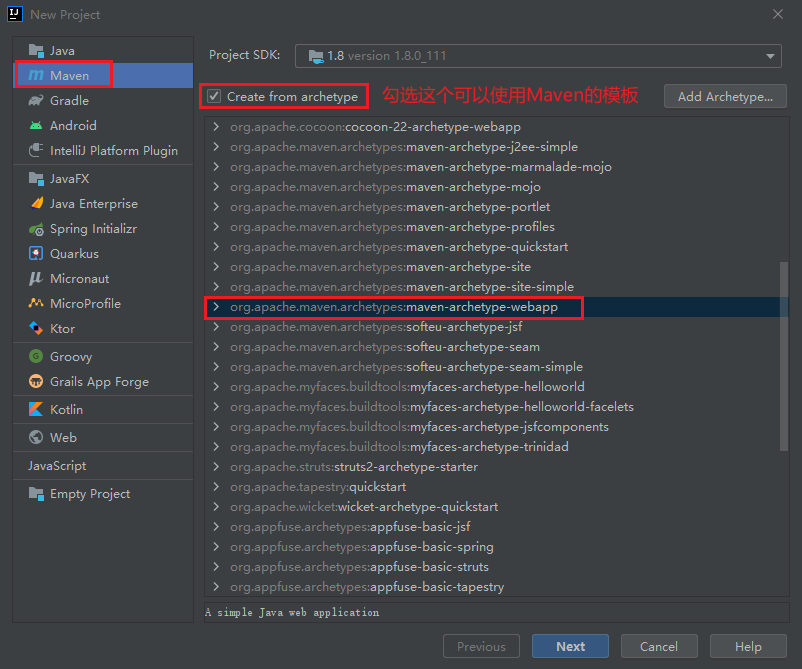 New Project
Java
Maven
Gradle
Android
IntelliJ Platform Plugin
JavaFX
Java Enterprise
Spring Initializr
Quarkus
Micronaut
MicroProfile
Ktor
Groovy
Grails App Forge
Kotlin
Web
JavaScript
Empty Project
Project SDK: 1.8 version 1.8.0_111
Create from archetype 勾选这个可以使用Maven的模板 Add Archetype...
org.apache.cocoon:cocoon-22-archetype-webapp
org.apache.maven.archetypes:maven-archetype-j2ee-simple
org.apache.maven.archetypes:maven-archetype-marmalade-mojo
org.apache.maven.archetypes:maven-archetype-mojo
org.apache.maven.archetypes:maven-archetype-portlet
org.apache.maven.archetypes:maven-archetype-profiles
org.apache.maven.archetypes:maven-archetype-quickstart
org.apache.maven.archetypes:maven-archetype-site
org.apache.maven.archetypes:maven-archetype-site-simple
org.apache.maven.archetypes:maven-archetype-webapp
org.apache.maven.archetypes:softeu-archetype-jsf
org.apache.maven.archetypes:softeu-archetype-seam
org.apache.maven.archetypes:softeu-archetype-seam-simple
org.apache.myfaces.buildtools:myfaces-archetype-helloworld
org.apache.myfaces.buildtools:myfaces-archetype-helloworld-facelets
org.apache.myfaces.buildtools:myfaces-archetype-jsfcomponents
org.apache.myfaces.buildtools:myfaces-archetype-trinidad
org.apache.struts:struts2-archetype-starter
org.apache.tapestry:quickstart
org.apache.wicket:wicket-archetype-quickstart
org.appfuse.archetypes:appfuse-basic-jsf
org.appfuse.archetypes:appfuse-basic-spring
org.appfuse.archetypes:appfuse-basic-struts
org.appfuse.archetypes:appfuse-basic-tapestry
A simple Java web application
Previous Next Cancel Help